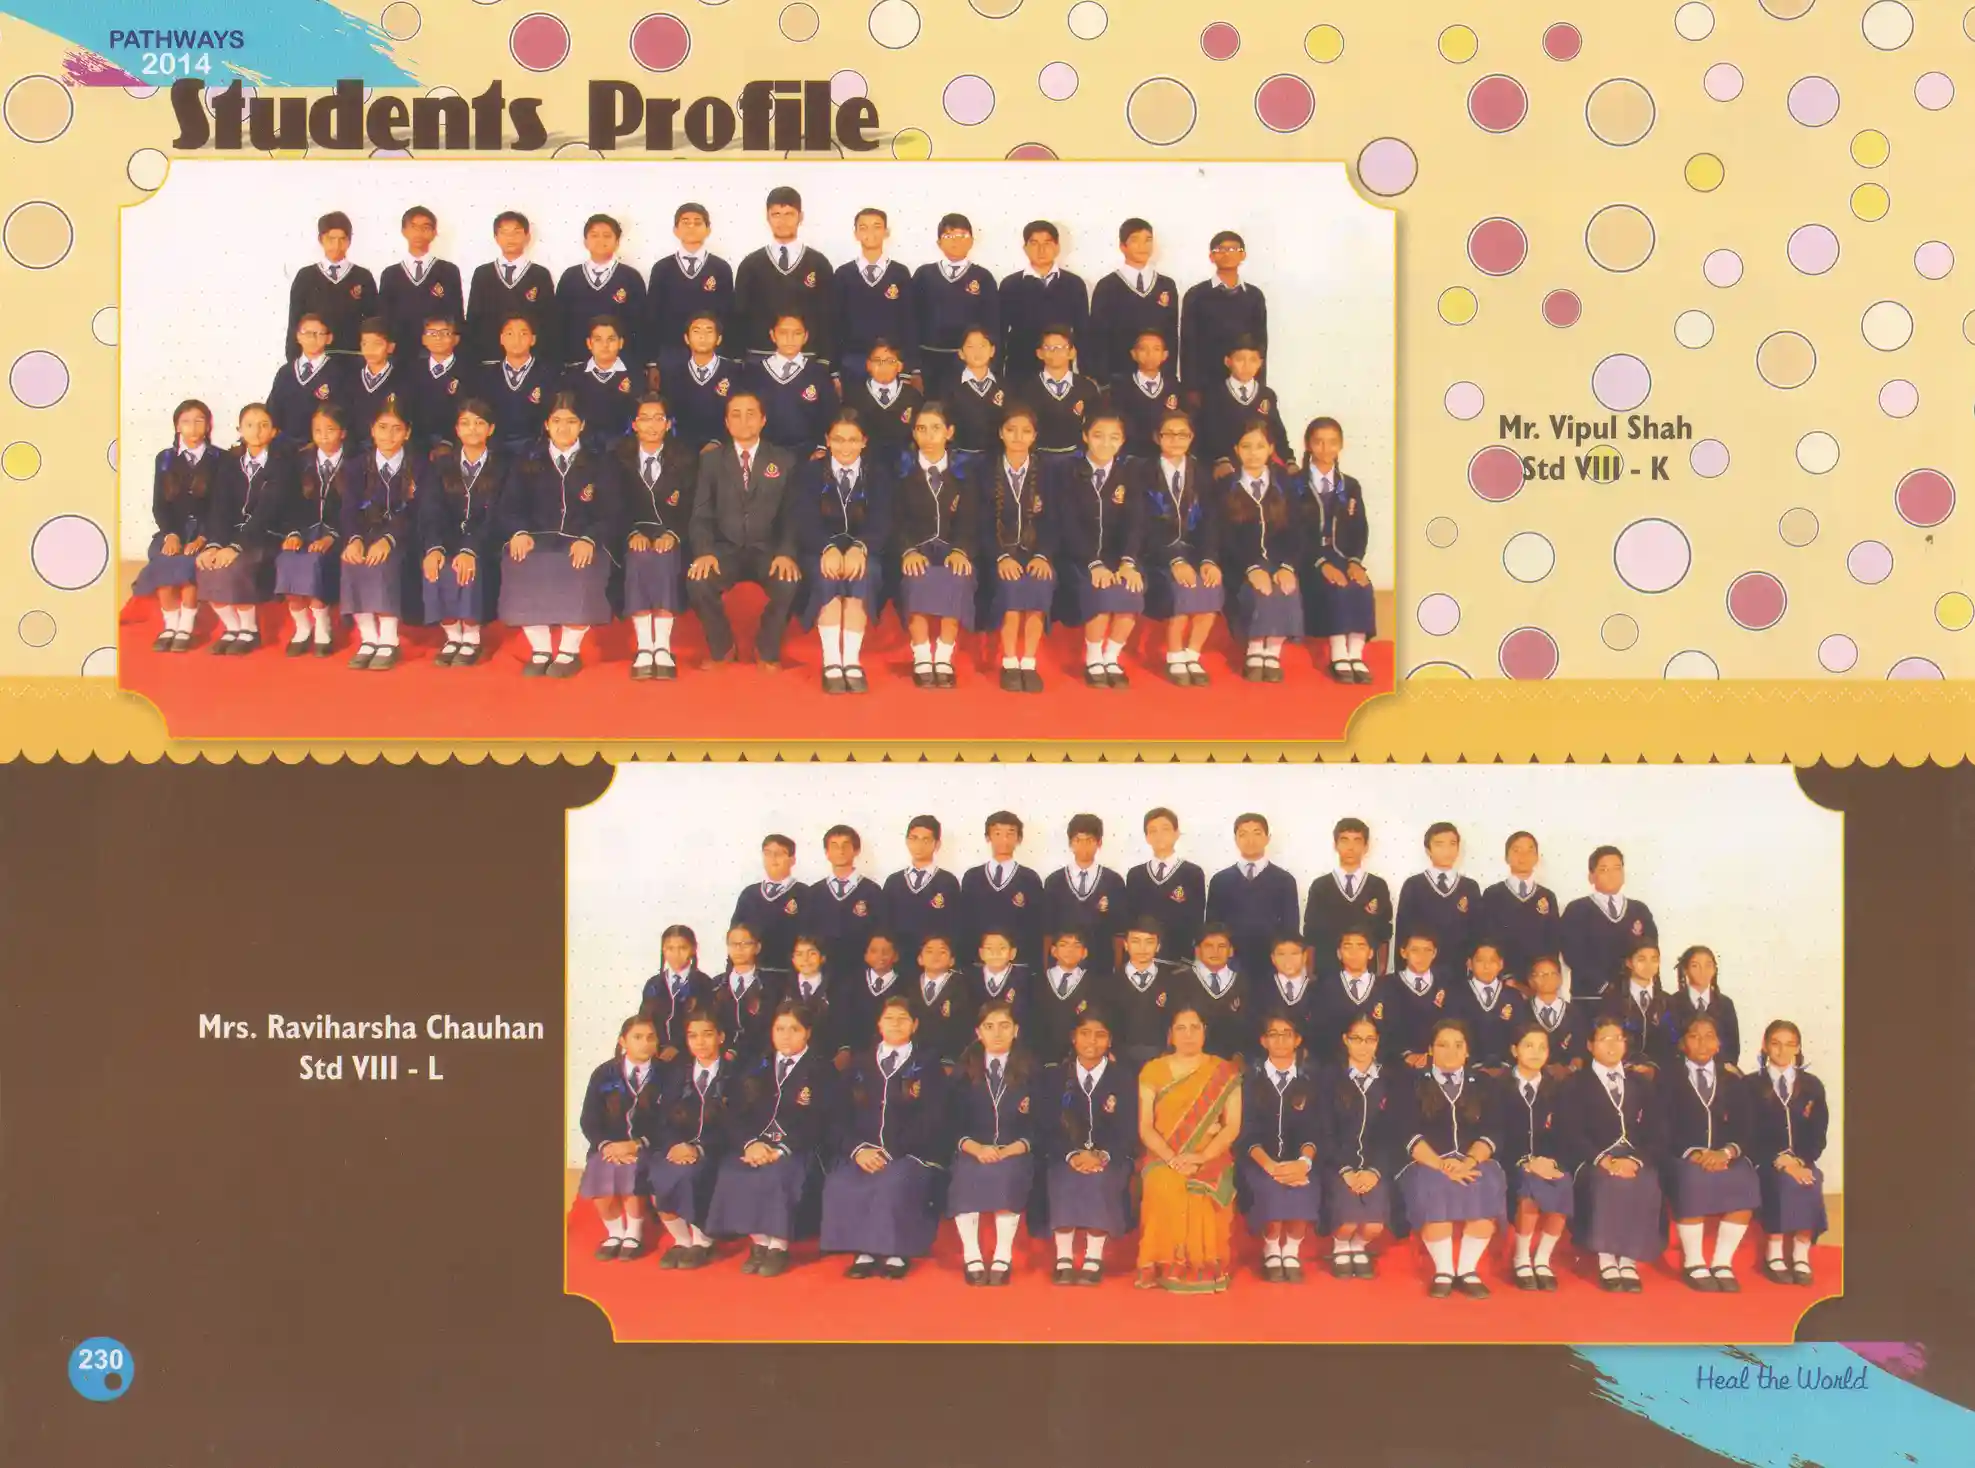 PATHWAYS
2014
Students Profile
Mr. Vipul Shah
Std VIII - K
Mrs. Raviharsha Chauhan
Std VIII - L
230
Heal the World